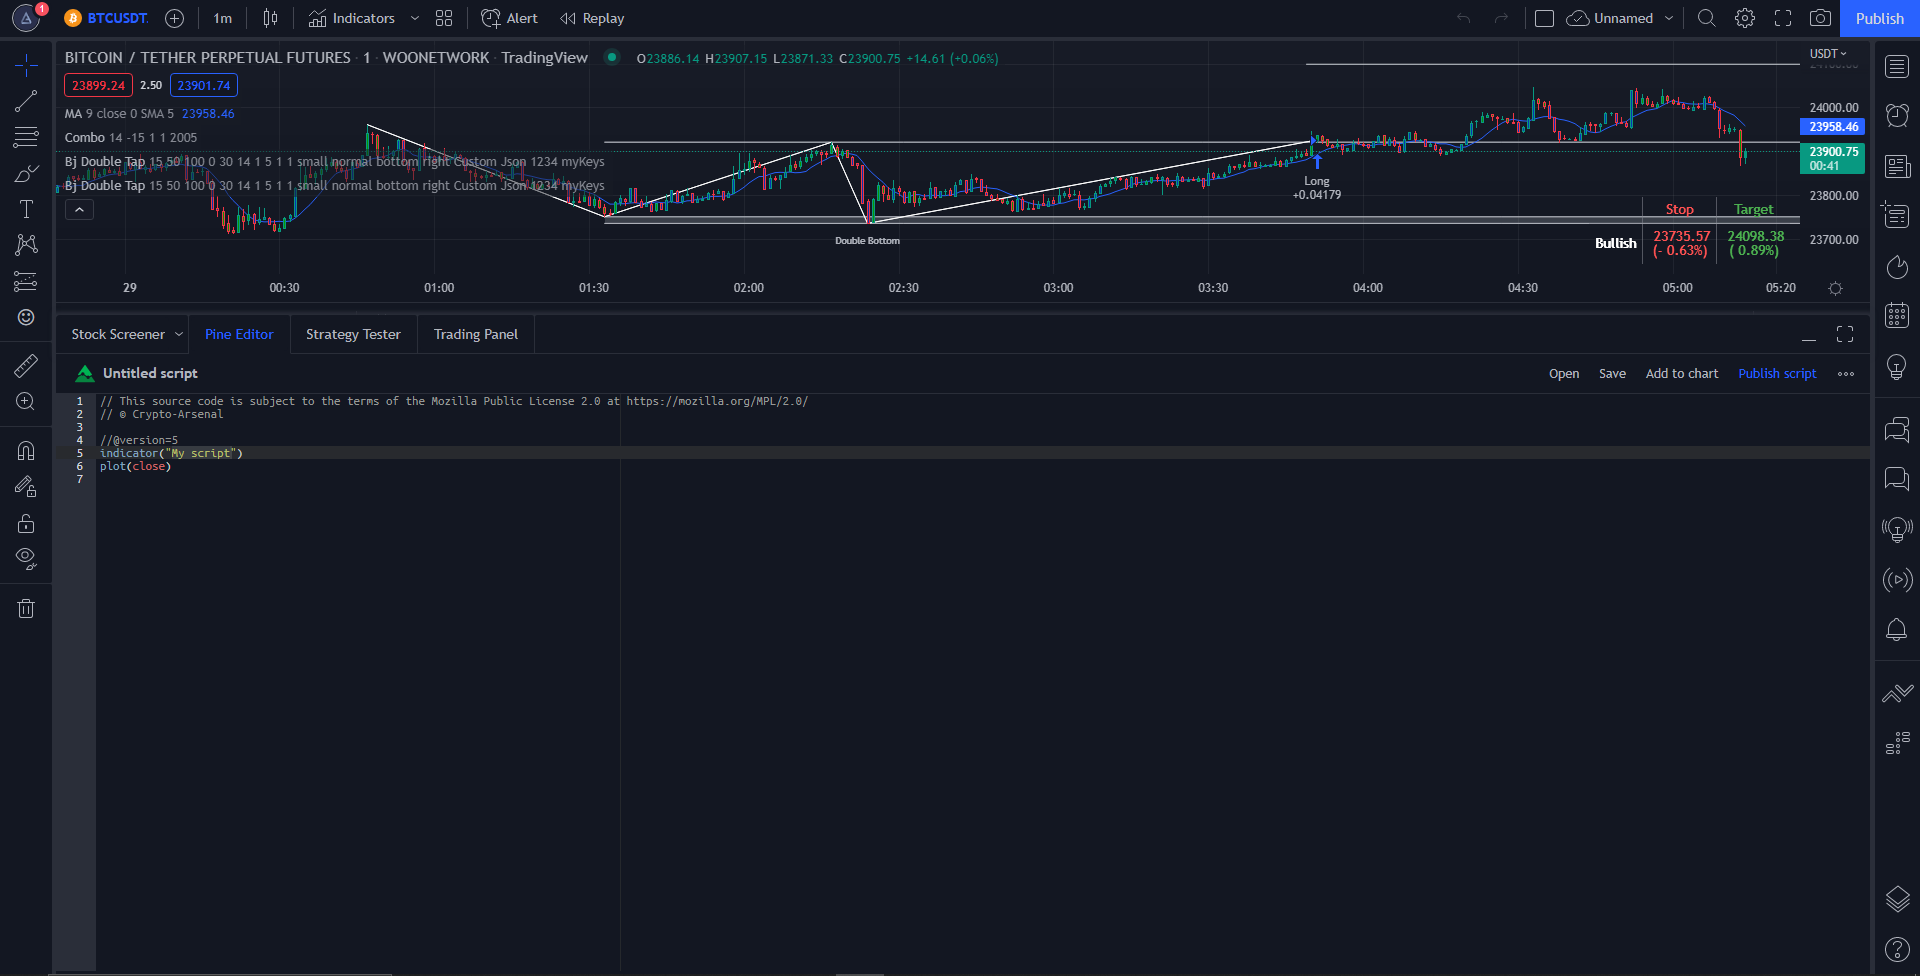 1
BTCUSDT
1m
Indicators
Alert
Replay
Unnamed
Publish
BITCOIN / TETHER PERPETUAL FUTURES · 1 · WOONETWORK · TradingView
O23886.14 H23907.15 L23871.33 C23900.75 +14.61 (+0.06%)
USDT
23899.24 2.50 23901.74
MA 9 close 0 SMA 5 23958.46
Combo 14 -15 1 1 2005
Bj Double Tap 15 50 100 0 30 14 1 5 1 1 small normal bottom right Custom Json 1234 myKeys
Bj Double Tap 15 50 100 0 30 14 1 5 1 1 small normal bottom right Custom Json 1234 myKeys
24000.00
23958.46
23900.75
00:41
23800.00
23700.00
Long
+0.04179
Double Bottom
Stop Target
Bullish 23735.57 24098.38
(- 0.63%) ( 0.89%)
29 00:30 01:00 01:30 02:00 02:30 03:00 03:30 04:00 04:30 05:00 05:20
Stock Screener Pine Editor Strategy Tester Trading Panel
Untitled script
Open Save Add to chart Publish script
1 // This source code is subject to the terms of the Mozilla Public License 2.0 at https://mozilla.org/MPL/2.0/
2 // © Crypto-Arsenal
3
4 //@version=5
5 indicator("My script")
6 plot(close)
7